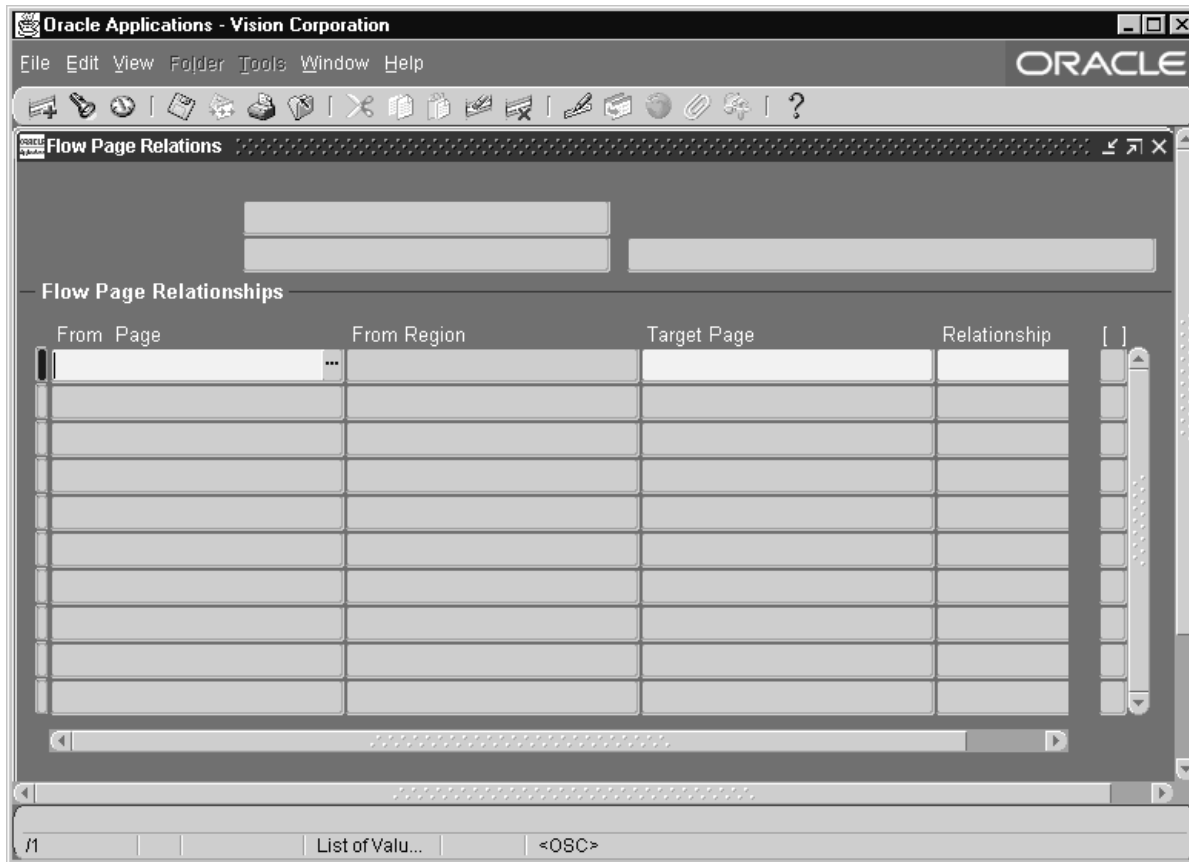 Oracle Applications - Vision Corporation
File Edit View Folder Tools Window Help
ORACLE
?
Flow Page Relations
Flow Page Relationships
From Page From Region Target Page Relationship [ ]
...
/1 List of Valu... <OSC>